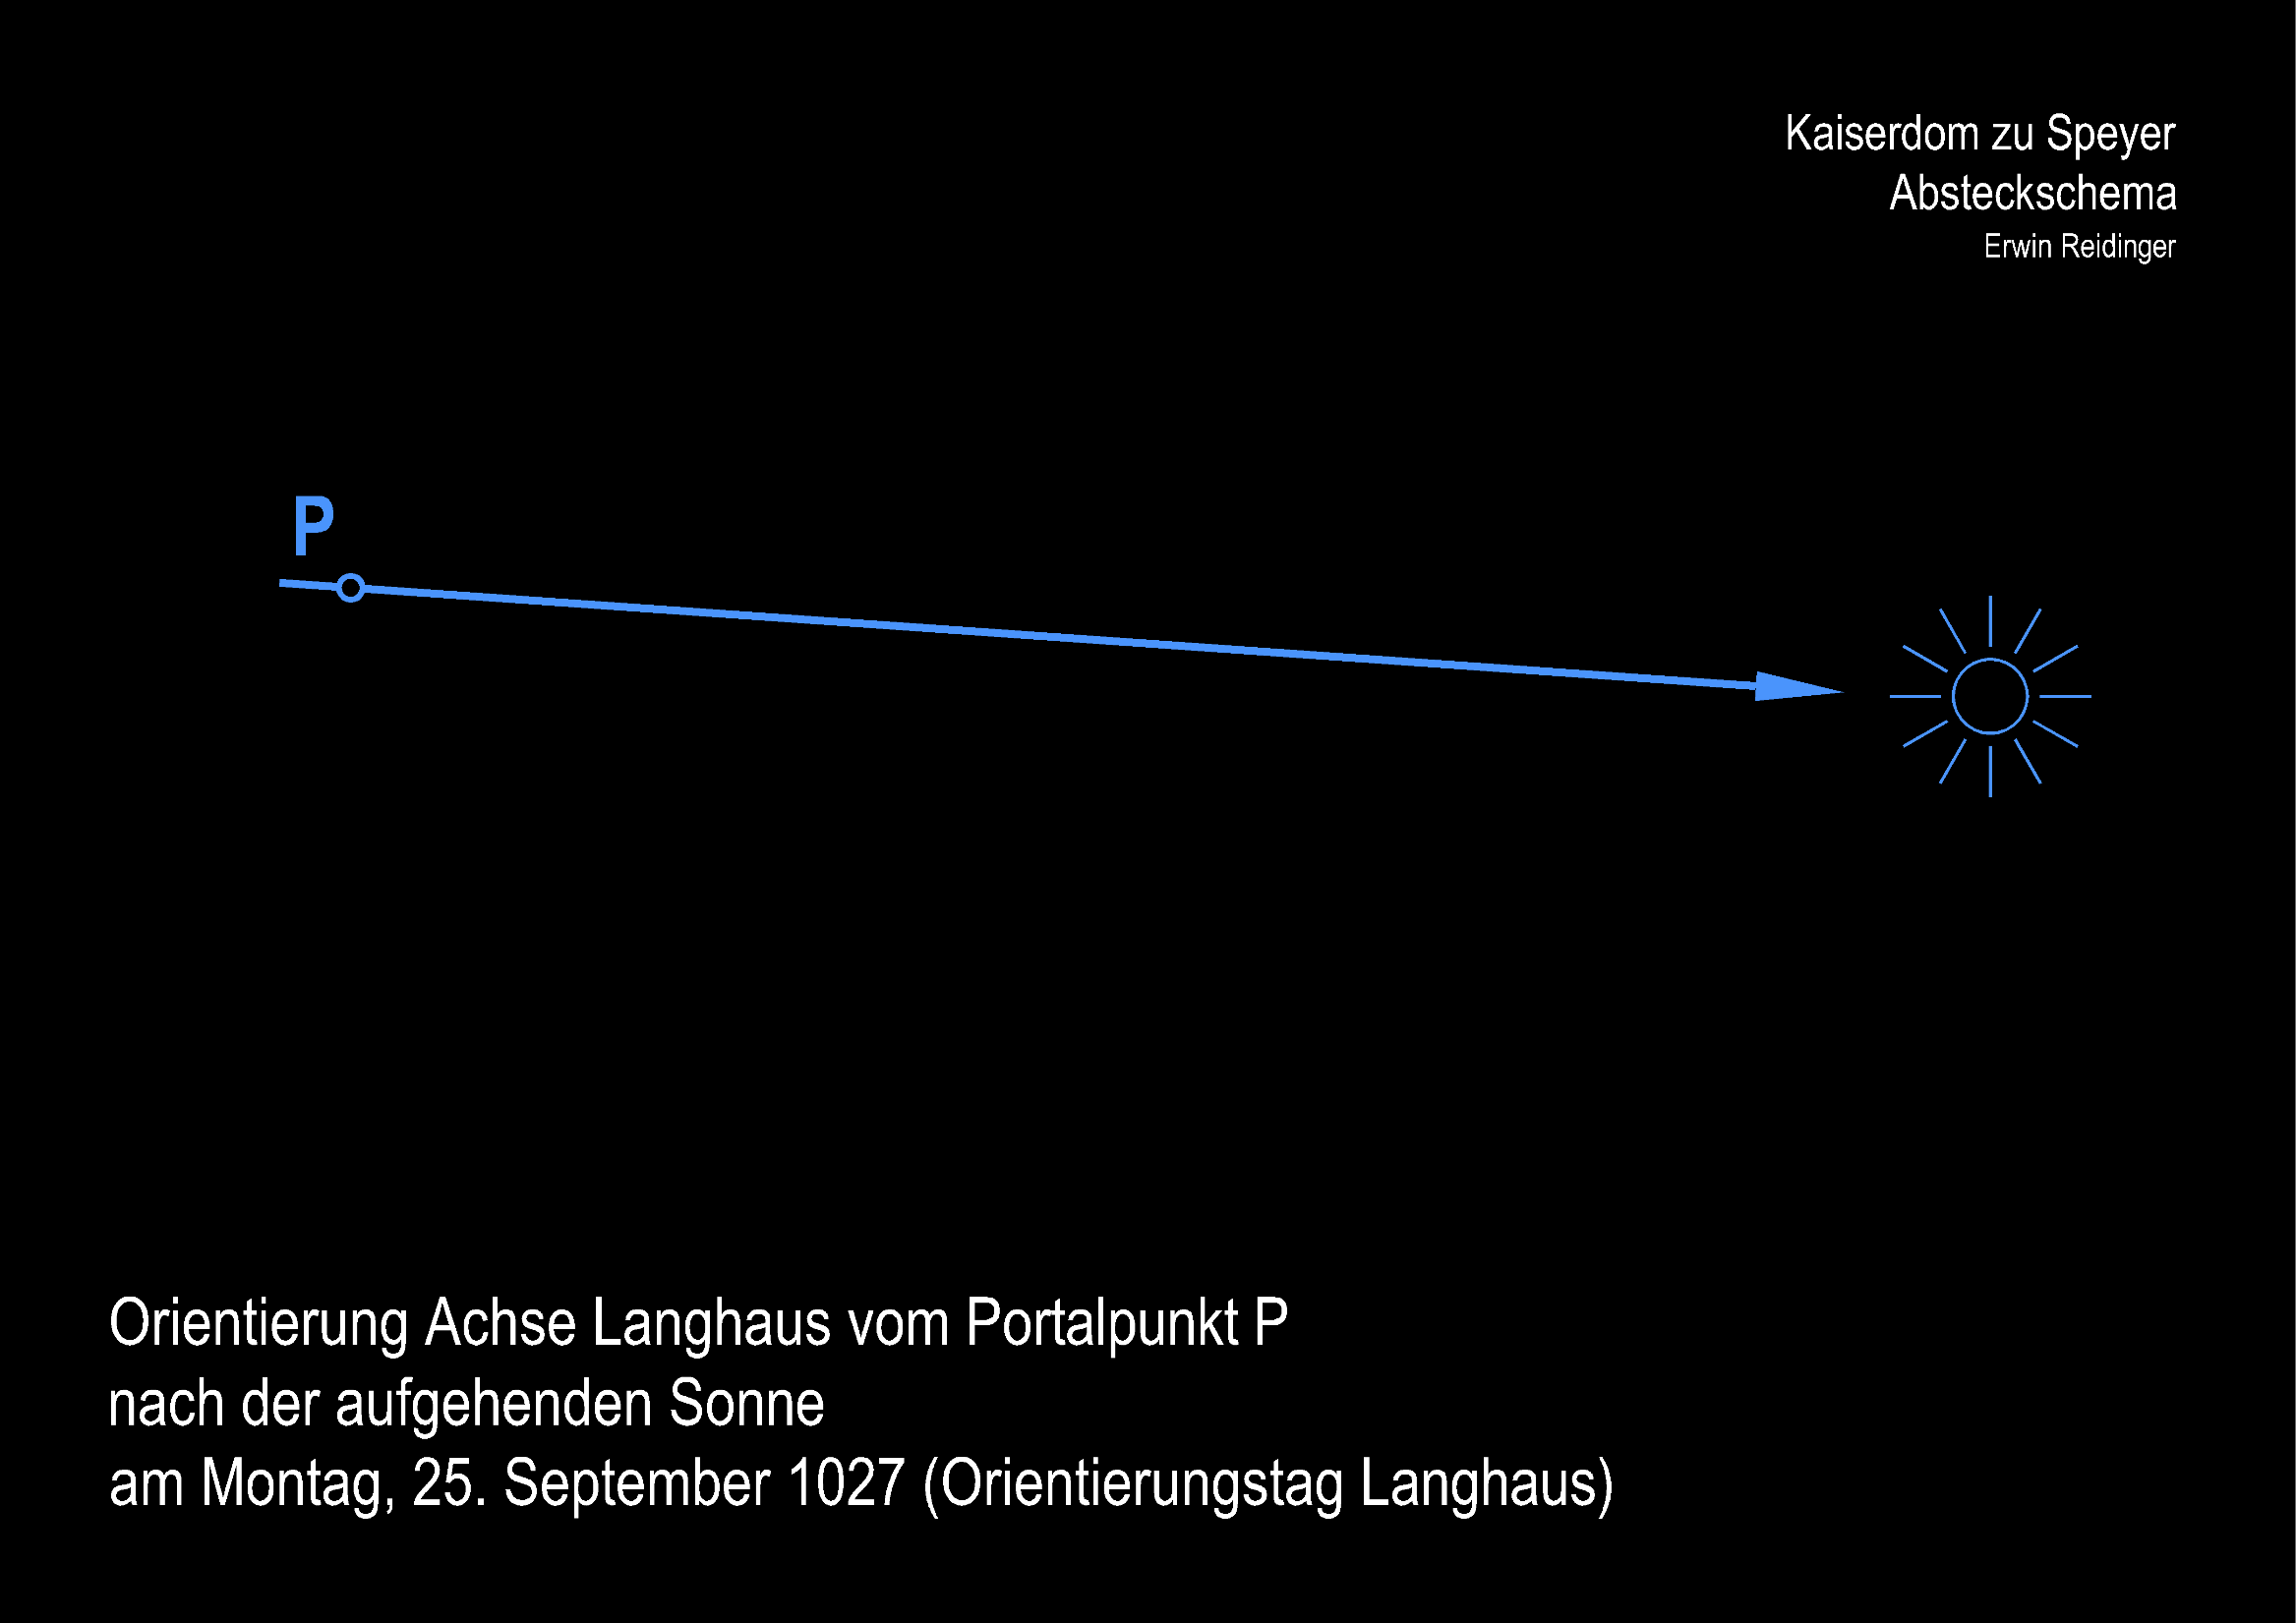 Kaiserdom zu Speyer
Absteckschema
Erwin Reidinger
P
Orientierung Achse Langhaus vom Portalpunkt P
nach der aufgehenden Sonne
am Montag, 25. September 1027 (Orientierungstag Langhaus)